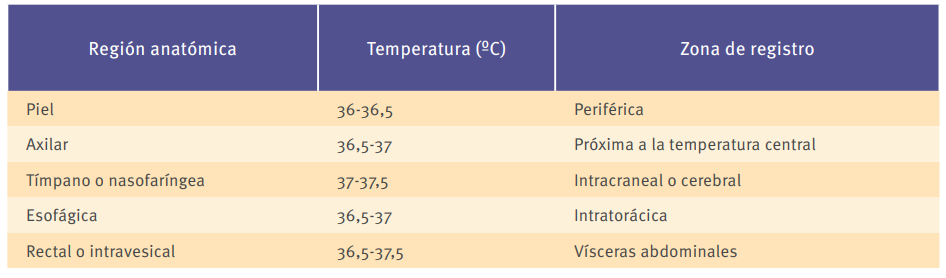 Región anatómica Temperatura (ºC) Zona de registro
Piel 36-36,5 Periférica
Axilar 36,5-37 Próxima a la temperatura central
Tímpano o nasofaríngea 37-37,5 Intracraneal o cerebral
Esofágica 36,5-37 Intratorácica
Rectal o intravesical 36,5-37,5 Vísceras abdominales